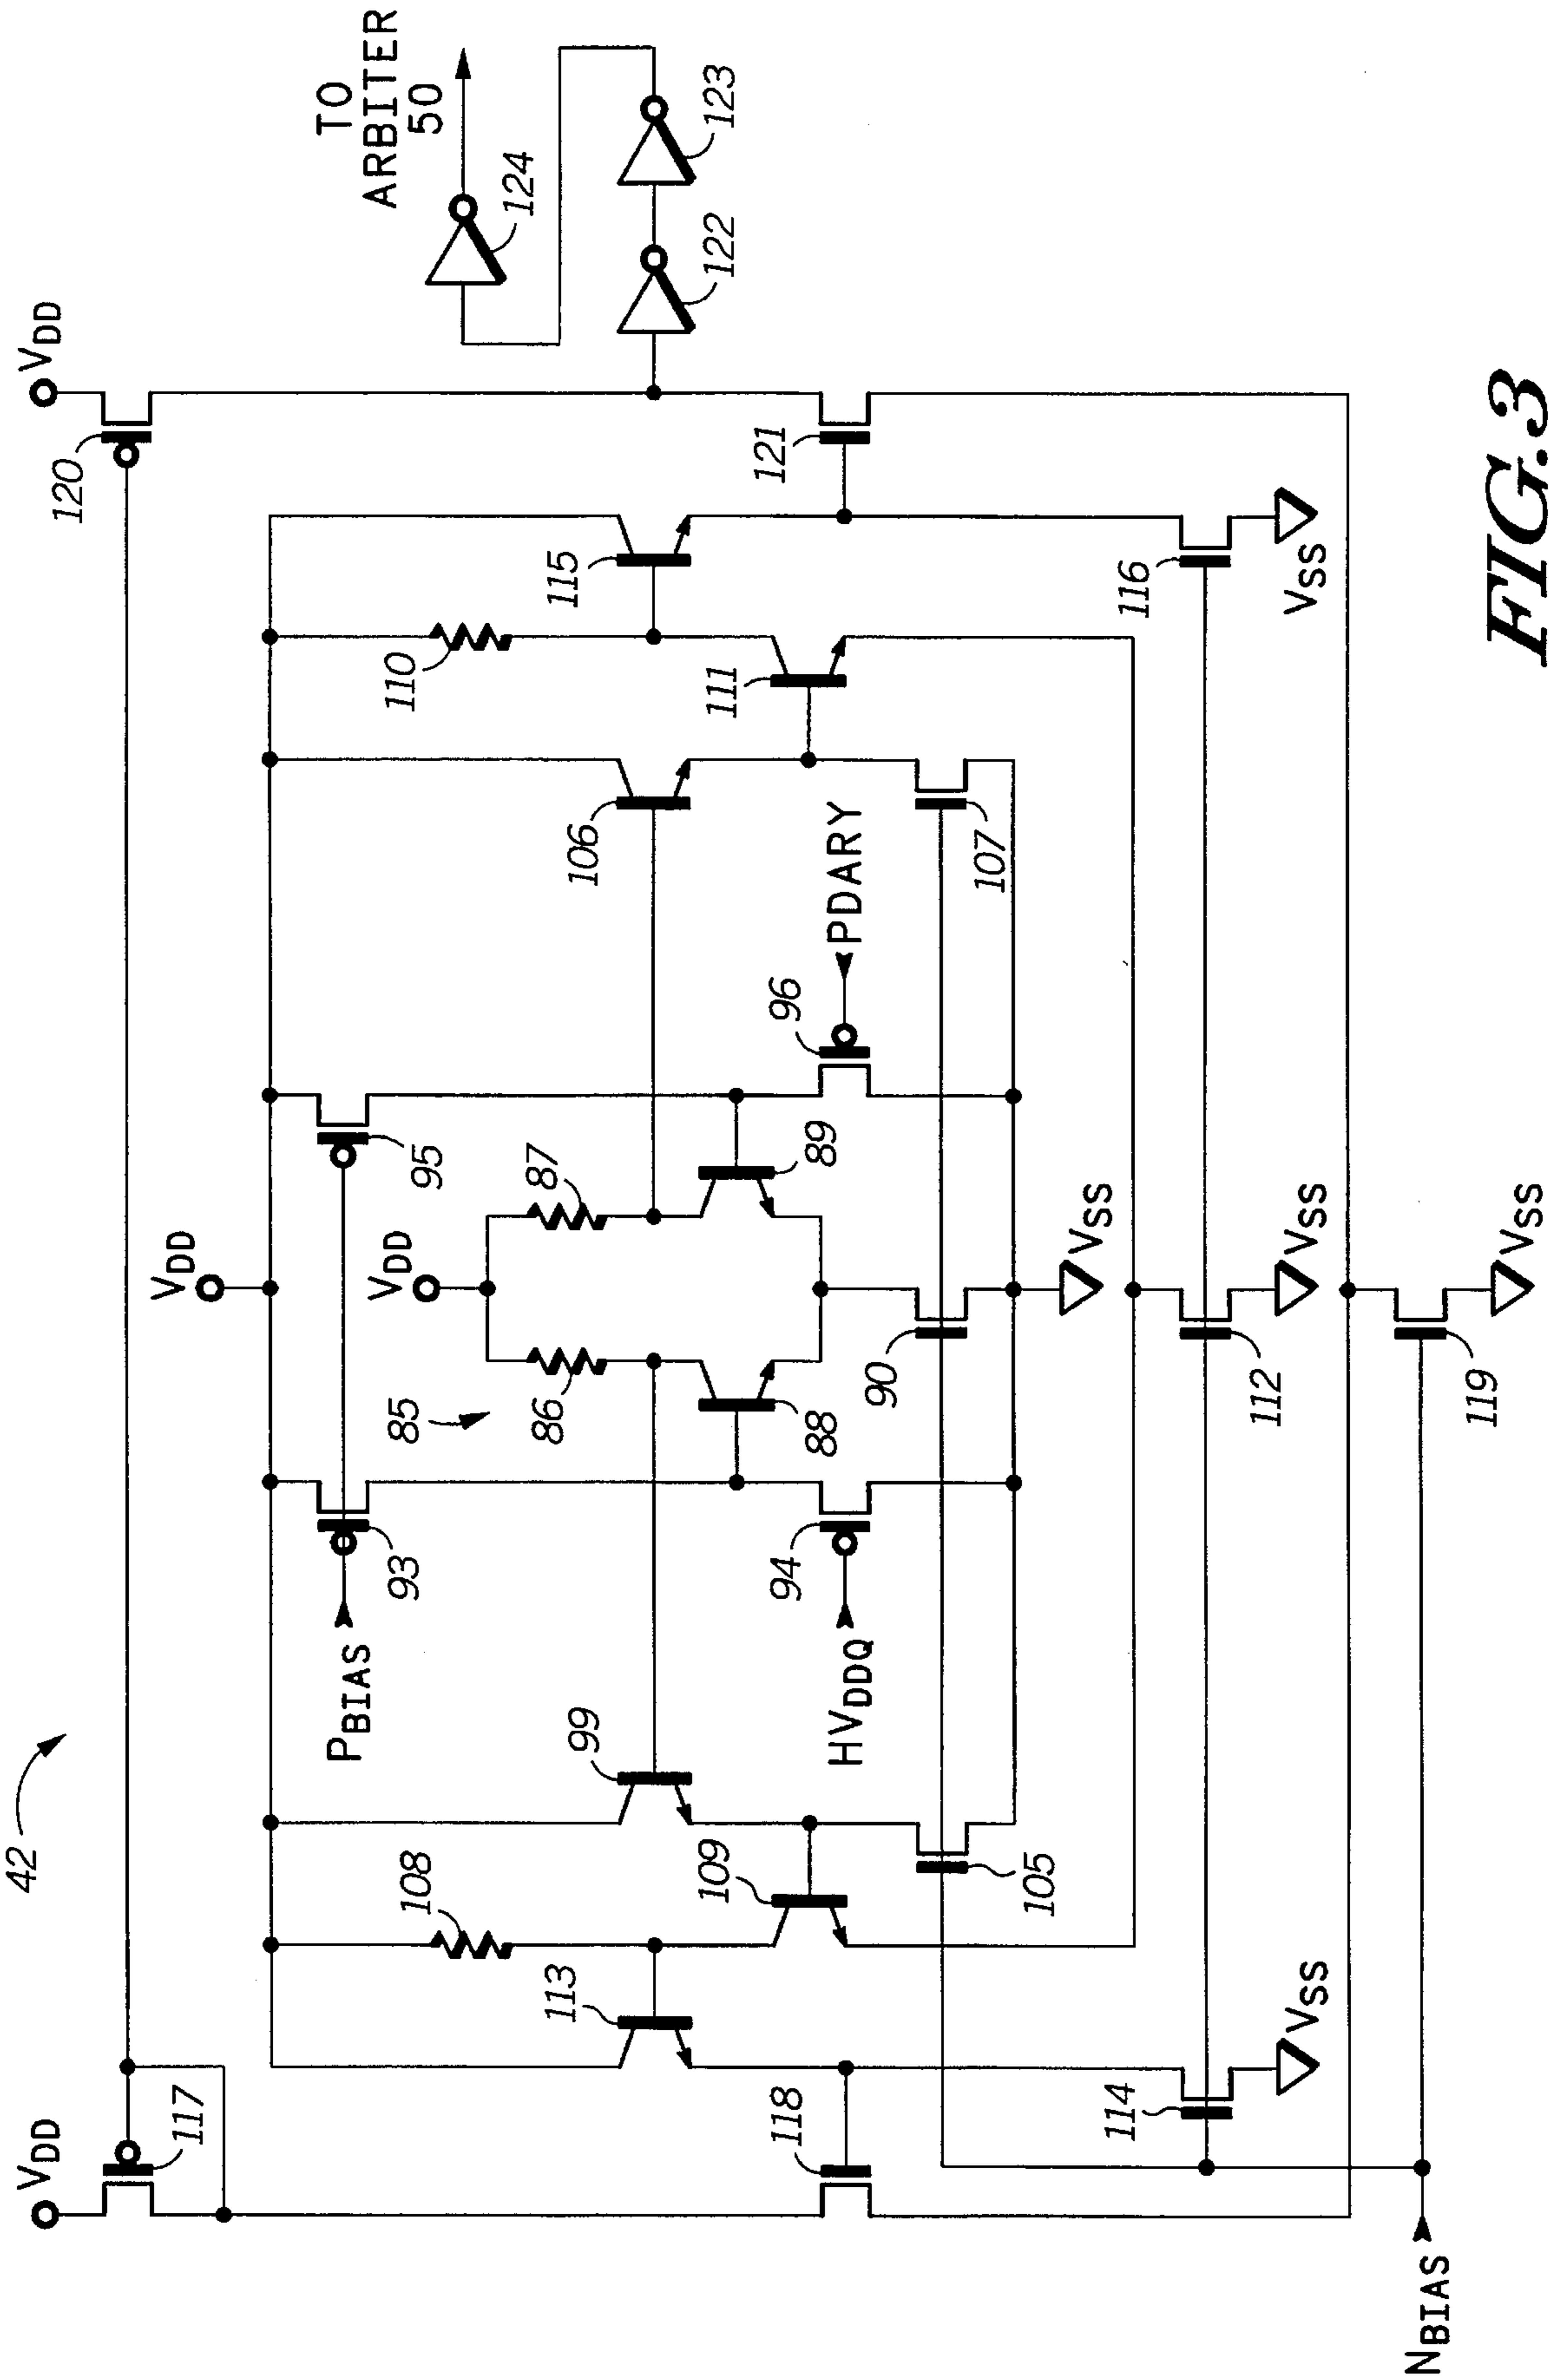 42
VDD
117
120
VDD
VDD
PBIAS
93
95
VDD
85
86
87
108
110
99
106
113
115
109
111
88
89
HVDDQ
94
96
PDARY
118
121
90
105
107
VSS
114
112
116
VSS
VSS
VSS
NBIAS
119
VSS
122
123
124
TO
ARBITER
50
FIG.3